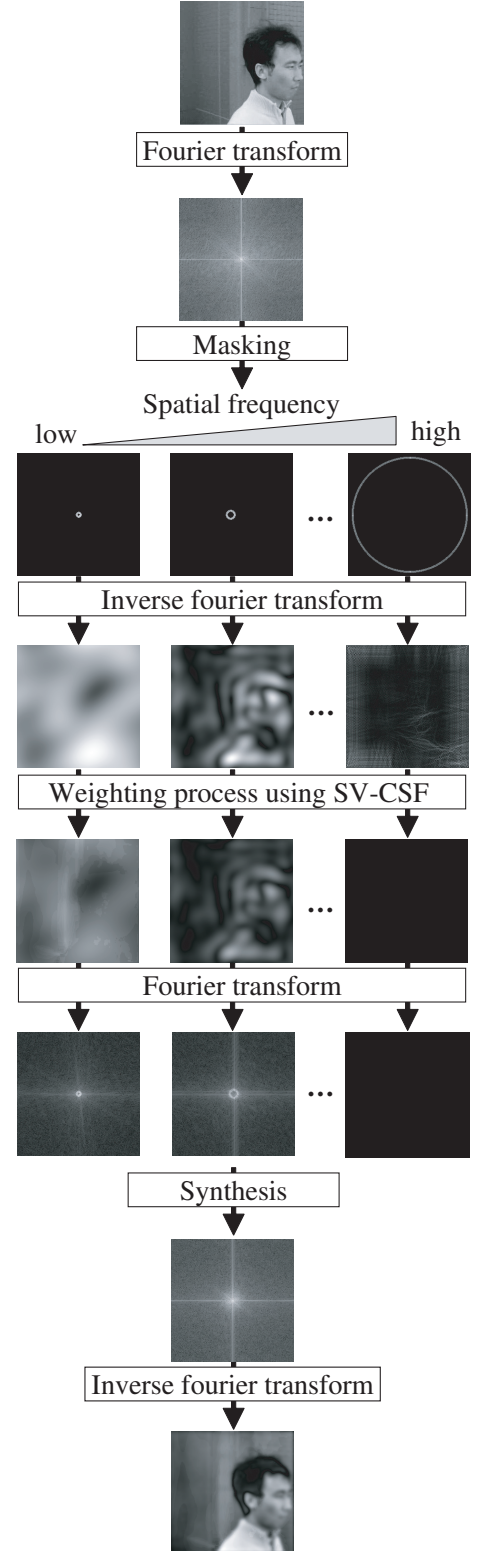 Fourier transform
Masking
Spatial frequency
low
high
...
Inverse fourier transform
...
Weighting process using SV-CSF
...
Fourier transform
...
Synthesis
Inverse fourier transform